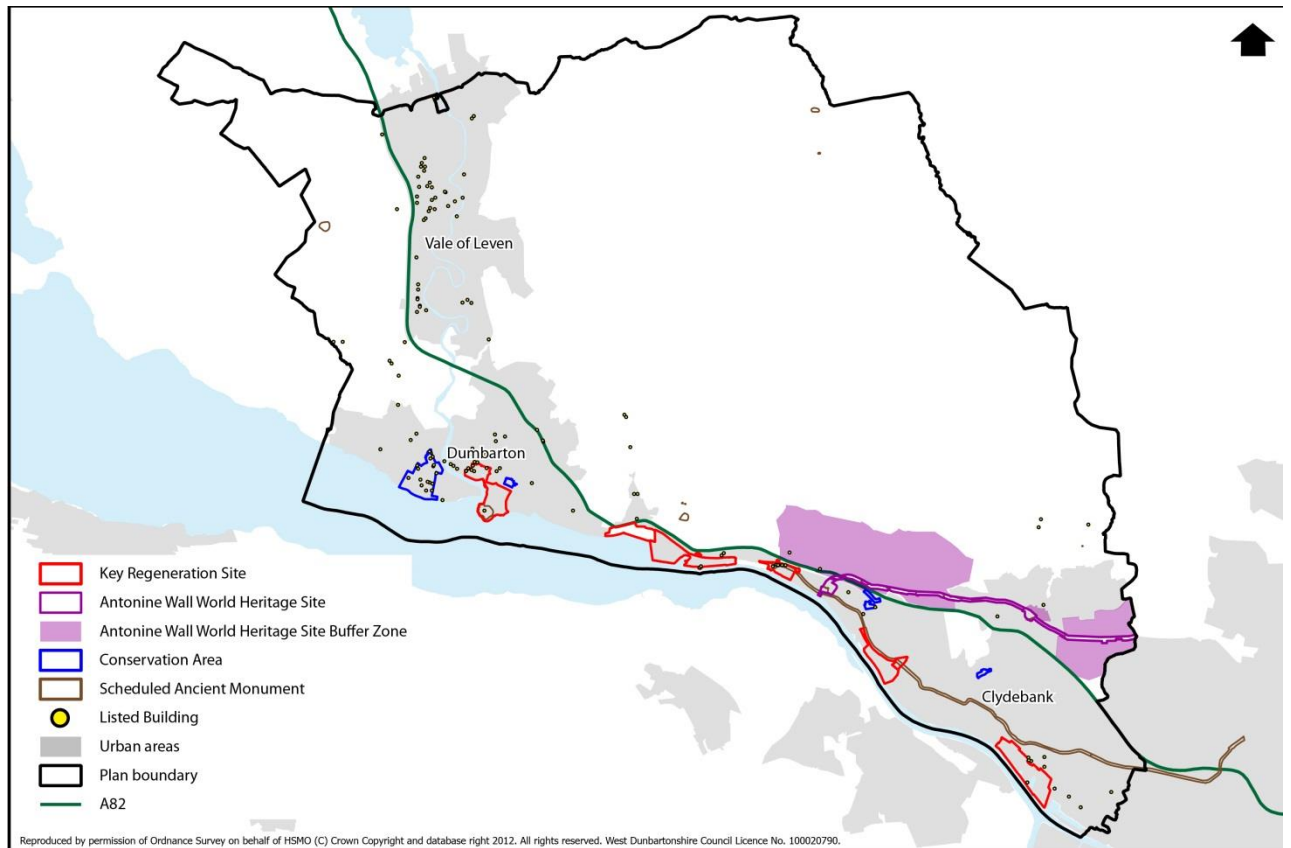 Vale of Leven
Dumbarton
Clydebank
Key Regeneration Site
Antonine Wall World Heritage Site
Antonine Wall World Heritage Site Buffer Zone
Conservation Area
Scheduled Ancient Monument
Listed Building
Urban areas
Plan boundary
A82
Reproduced by permission of Ordnance Survey on behalf of HSMO (C) Crown Copyright and database right 2012. All rights reserved. West Dunbartonshire Council Licence No. 100020790.